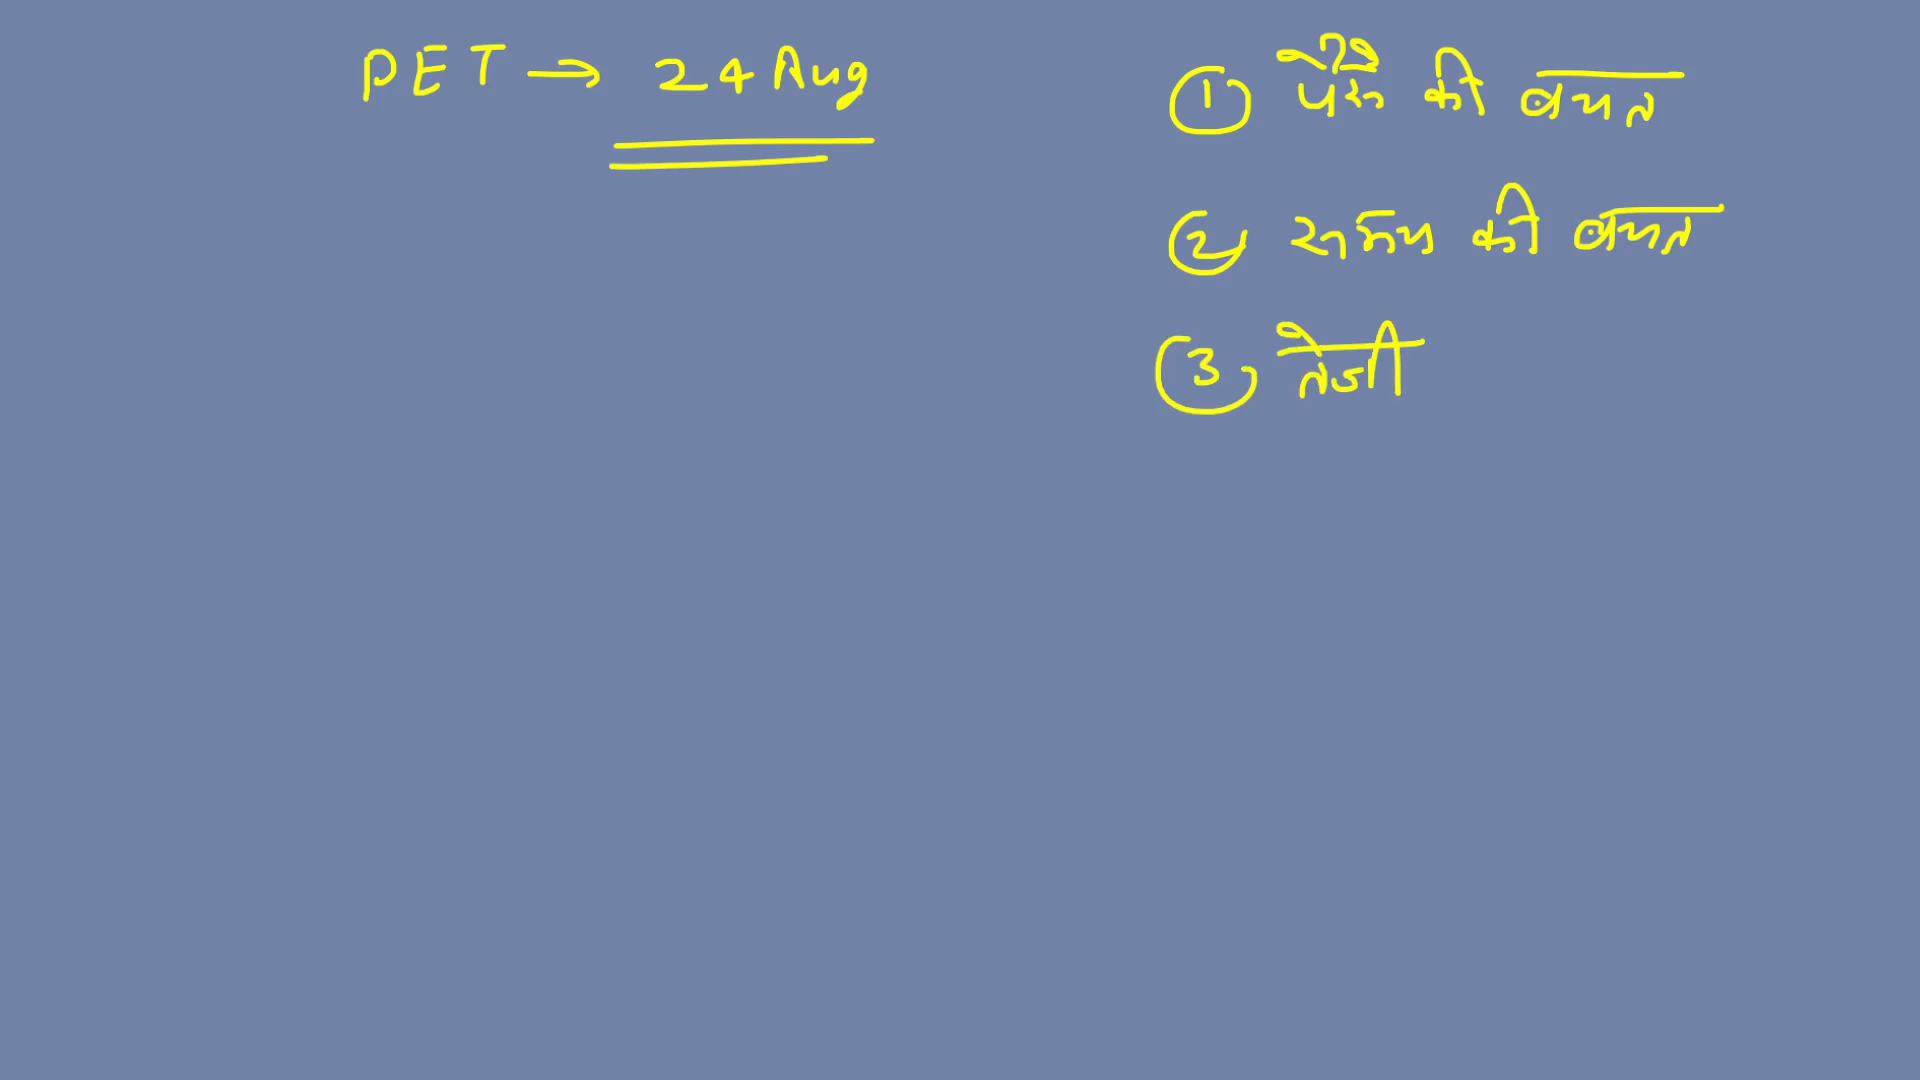 PET → 24 Aug
① पैसे की बचत
② समय की बचत
③ तेजी